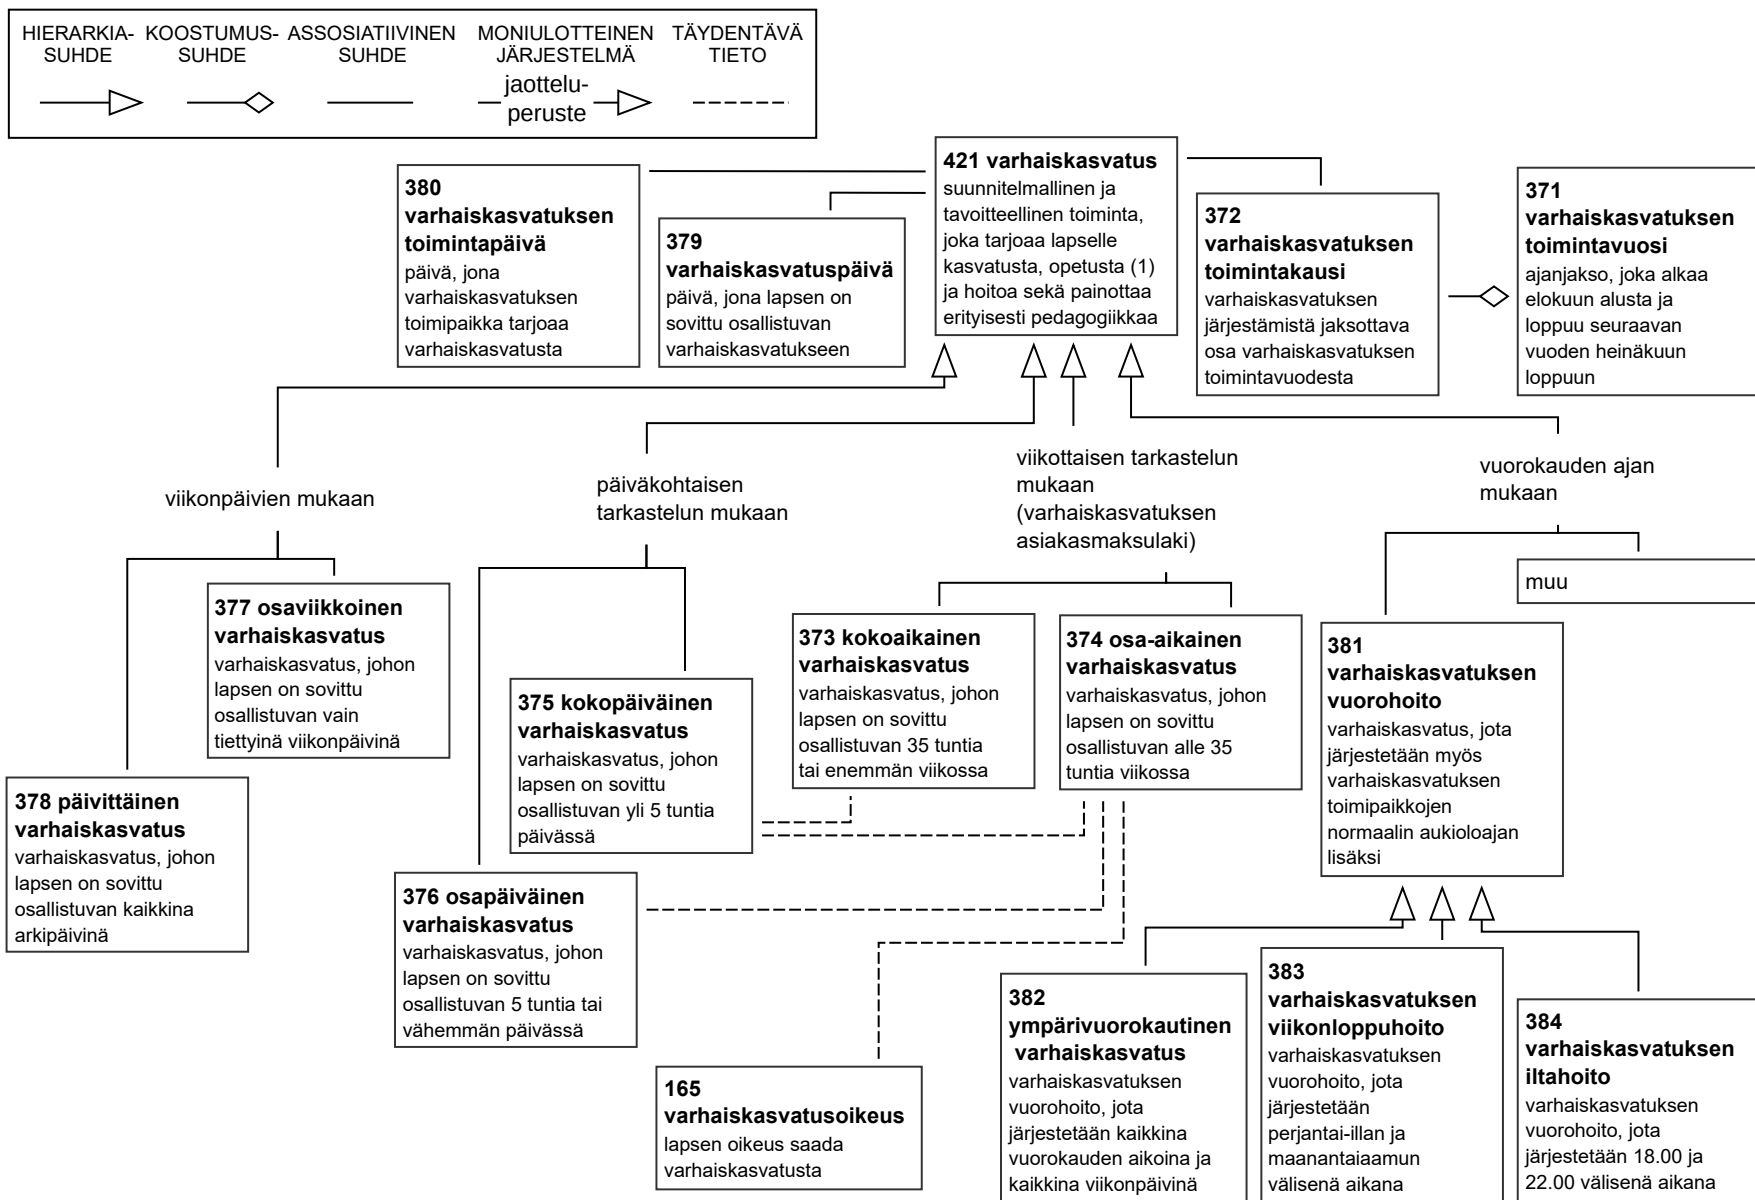 HIERARKIA-
SUHDE
KOOSTUMUS-
SUHDE
ASSOSIATIIVINEN
SUHDE
MONIULOTTEINEN
JÄRJESTELMÄ
jaottelu-
peruste
TÄYDENTÄVÄ
TIETO
380
varhaiskasvatuksen
toimintapäivä
päivä, jona
varhaiskasvatuksen
toimipaikka tarjoaa
varhaiskasvatusta
379
varhaiskasvatuspäivä
päivä, jona lapsen on
sovittu osallistuvan
varhaiskasvatukseen
421 varhaiskasvatus
suunnitelmallinen ja
tavoitteellinen toiminta,
joka tarjoaa lapselle
kasvatusta, opetusta (1)
ja hoitoa sekä painottaa
erityisesti pedagogiikkaa
372
varhaiskasvatuksen
toimintakausi
varhaiskasvatuksen
järjestämistä jaksottava
osa varhaiskasvatuksen
toimintavuodesta
371
varhaiskasvatuksen
toimintavuosi
ajanjakso, joka alkaa
elokuun alusta ja
loppuu seuraavan
vuoden heinäkuun
loppuun
viikonpäivien mukaan
päiväkohtaisen
tarkastelun mukaan
viikottaisen tarkastelun
mukaan
(varhaiskasvatuksen
asiakasmaksulaki)
vuorokauden ajan
mukaan
muu
377 osaviikkoinen
varhaiskasvatus
varhaiskasvatus, johon
lapsen on sovittu
osallistuvan vain
tiettyinä viikonpäivinä
378 päivittäinen
varhaiskasvatus
varhaiskasvatus, johon
lapsen on sovittu
osallistuvan kaikkina
arkipäivinä
375 kokopäiväinen
varhaiskasvatus
varhaiskasvatus, johon
lapsen on sovittu
osallistuvan yli 5 tuntia
päivässä
376 osapäiväinen
varhaiskasvatus
varhaiskasvatus, johon
lapsen on sovittu
osallistuvan 5 tuntia tai
vähemmän päivässä
373 kokoaikainen
varhaiskasvatus
varhaiskasvatus, johon
lapsen on sovittu
osallistuvan 35 tuntia
tai enemmän viikossa
374 osa-aikainen
varhaiskasvatus
varhaiskasvatus, johon
lapsen on sovittu
osallistuvan alle 35
tuntia viikossa
381
varhaiskasvatuksen
vuorohoito
varhaiskasvatus, jota
järjestetään myös
varhaiskasvatuksen
toimipaikkojen
normaalin aukioloajan
lisäksi
165
varhaiskasvatusoikeus
lapsen oikeus saada
varhaiskasvatusta
382
ympärivuorokautinen
varhaiskasvatus
varhaiskasvatuksen
vuorohoito, jota
järjestetään kaikkina
vuorokauden aikoina ja
kaikkina viikonpäivinä
383
varhaiskasvatuksen
viikonloppuhoito
varhaiskasvatuksen
vuorohoito, jota
järjestetään
perjantai-illan ja
maanantaiaamun
välisenä aikana
384
varhaiskasvatuksen
iltahoito
varhaiskasvatuksen
vuorohoito, jota
järjestetään 18.00 ja
22.00 välisenä aikana